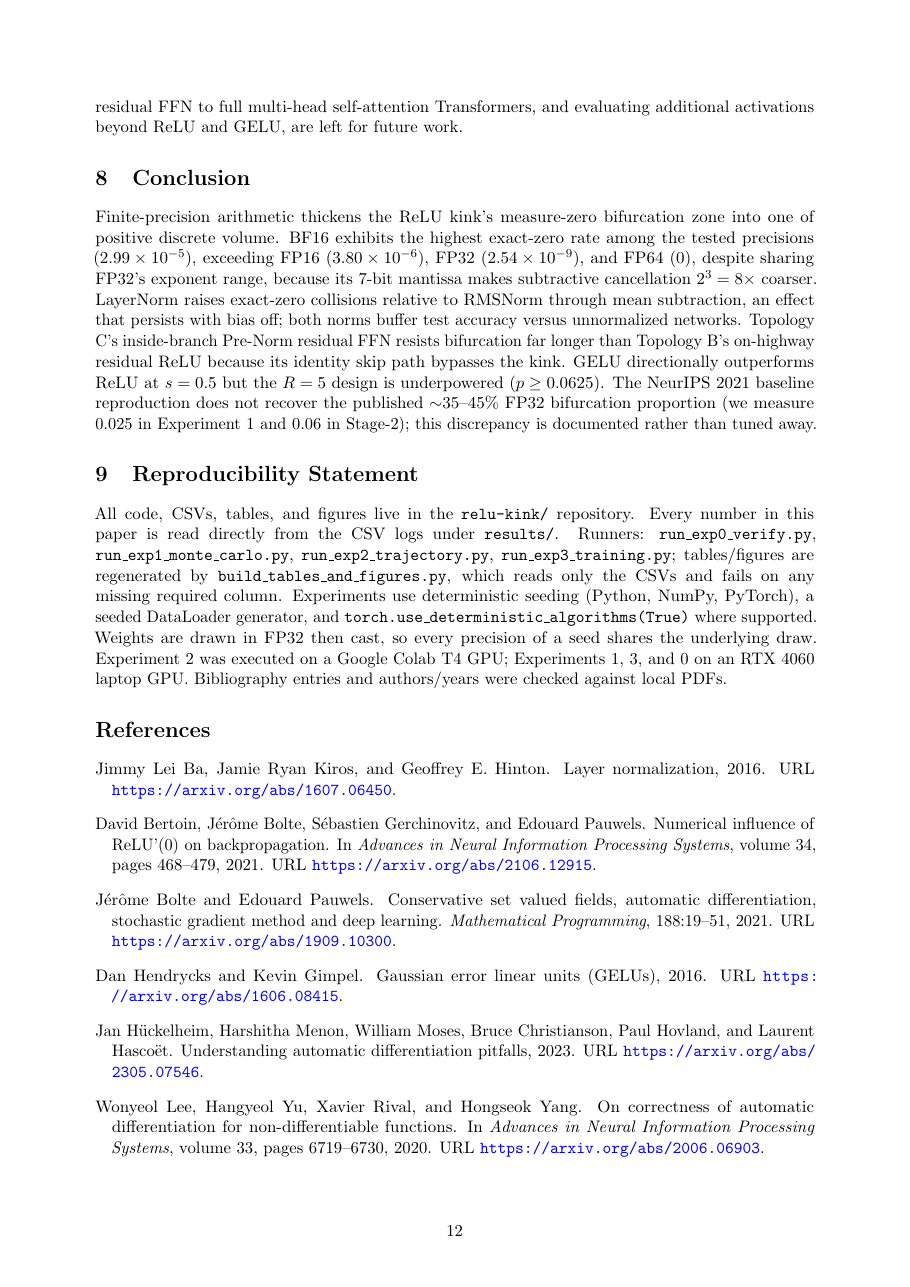 residual FFN to full multi-head self-attention Transformers, and evaluating additional activations
beyond ReLU and GELU, are left for future work.
8 Conclusion
Finite-precision arithmetic thickens the ReLU kink's measure-zero bifurcation zone into one of
positive discrete volume. BF16 exhibits the highest exact-zero rate among the tested precisions
(2.99 × 10⁻⁵), exceeding FP16 (3.80 × 10⁻⁶), FP32 (2.54 × 10⁻⁹), and FP64 (0), despite sharing
FP32's exponent range, because its 7-bit mantissa makes subtractive cancellation 2³ = 8× coarser.
LayerNorm raises exact-zero collisions relative to RMSNorm through mean subtraction, an effect
that persists with bias off; both norms buffer test accuracy versus unnormalized networks. Topology
C's inside-branch Pre-Norm residual FFN resists bifurcation far longer than Topology B's on-highway
residual ReLU because its identity skip path bypasses the kink. GELU directionally outperforms
ReLU at s = 0.5 but the R = 5 design is underpowered (p ≥ 0.0625). The NeurIPS 2021 baseline
reproduction does not recover the published ∼35–45% FP32 bifurcation proportion (we measure
0.025 in Experiment 1 and 0.06 in Stage-2); this discrepancy is documented rather than tuned away.
9 Reproducibility Statement
All code, CSVs, tables, and figures live in the relu-kink/ repository. Every number in this
paper is read directly from the CSV logs under results/. Runners: run_exp0_verify.py,
run_exp1_monte_carlo.py, run_exp2_trajectory.py, run_exp3_training.py; tables/figures are
regenerated by build_tables_and_figures.py, which reads only the CSVs and fails on any
missing required column. Experiments use deterministic seeding (Python, NumPy, PyTorch), a
seeded DataLoader generator, and torch.use_deterministic_algorithms(True) where supported.
Weights are drawn in FP32 then cast, so every precision of a seed shares the underlying draw.
Experiment 2 was executed on a Google Colab T4 GPU; Experiments 1, 3, and 0 on an RTX 4060
laptop GPU. Bibliography entries and authors/years were checked against local PDFs.
References
Jimmy Lei Ba, Jamie Ryan Kiros, and Geoffrey E. Hinton. Layer normalization, 2016. URL
https://arxiv.org/abs/1607.06450.
David Bertoin, Jérôme Bolte, Sébastien Gerchinovitz, and Edouard Pauwels. Numerical influence of
ReLU'(0) on backpropagation. In Advances in Neural Information Processing Systems, volume 34,
pages 468–479, 2021. URL https://arxiv.org/abs/2106.12915.
Jérôme Bolte and Edouard Pauwels. Conservative set valued fields, automatic differentiation,
stochastic gradient method and deep learning. Mathematical Programming, 188:19–51, 2021. URL
https://arxiv.org/abs/1909.10300.
Dan Hendrycks and Kevin Gimpel. Gaussian error linear units (GELUs), 2016. URL https:
//arxiv.org/abs/1606.08415.
Jan Hückelheim, Harshitha Menon, William Moses, Bruce Christianson, Paul Hovland, and Laurent
Hascoët. Understanding automatic differentiation pitfalls, 2023. URL https://arxiv.org/abs/
2305.07546.
Wonyeol Lee, Hangyeol Yu, Xavier Rival, and Hongseok Yang. On correctness of automatic
differentiation for non-differentiable functions. In Advances in Neural Information Processing
Systems, volume 33, pages 6719–6730, 2020. URL https://arxiv.org/abs/2006.06903.
12